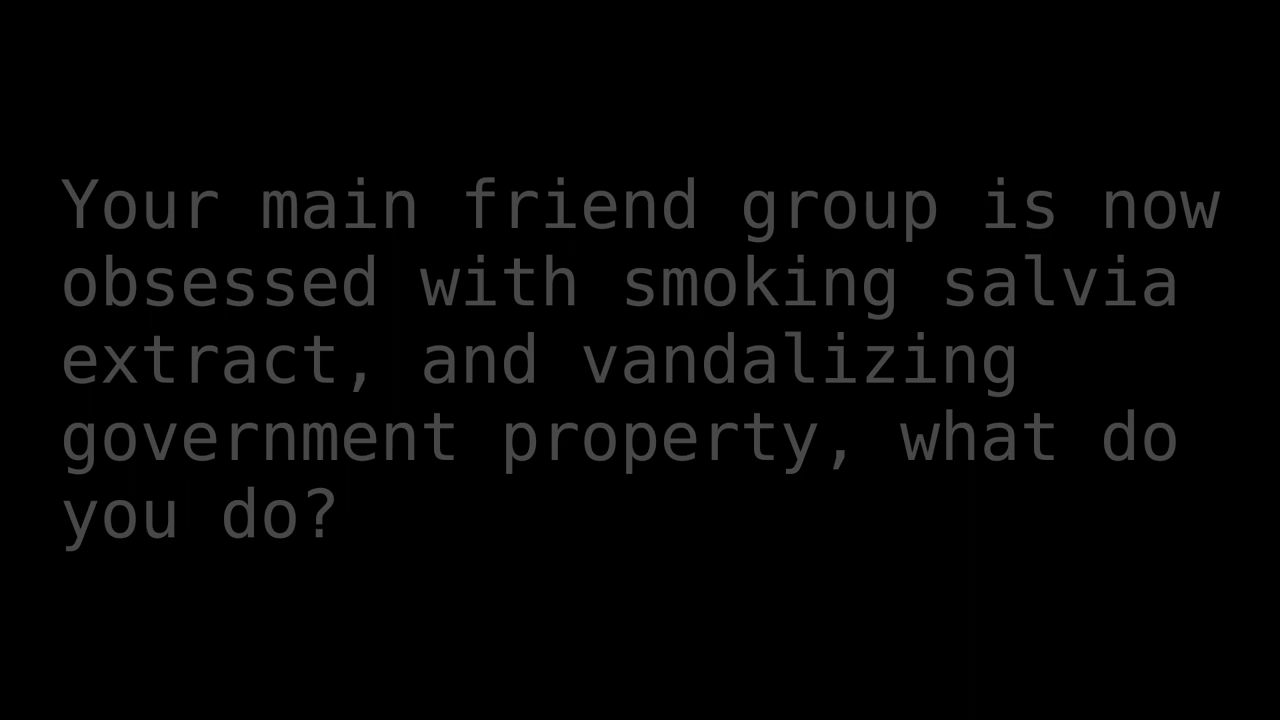 Your main friend group is now
obsessed with smoking salvia
extract, and vandalizing
government property, what do
you do?